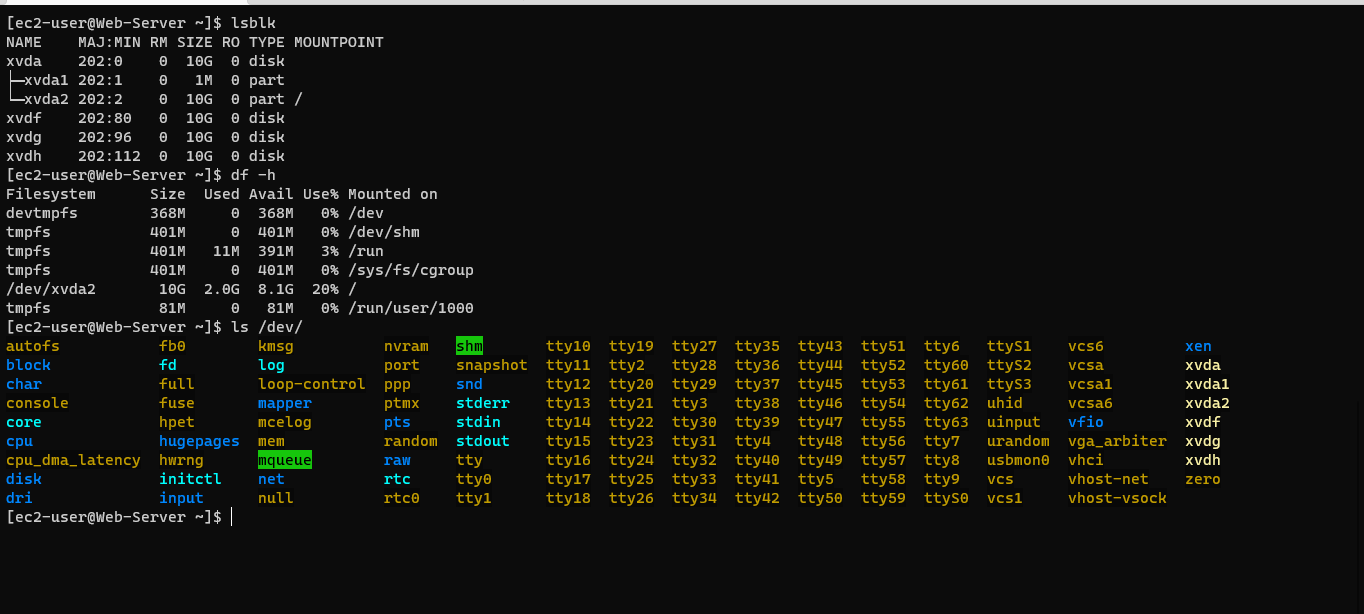 [ec2-user@Web-Server ~]$ lsblk
NAME    MAJ:MIN RM SIZE RO TYPE MOUNTPOINT
xvda    202:0    0  10G  0 disk
├─xvda1 202:1    0   1M  0 part
└─xvda2 202:2    0  10G  0 part /
xvdf    202:80   0  10G  0 disk
xvdg    202:96   0  10G  0 disk
xvdh    202:112  0  10G  0 disk
[ec2-user@Web-Server ~]$ df -h
Filesystem      Size  Used Avail Use% Mounted on
devtmpfs        368M     0  368M   0% /dev
tmpfs           401M     0  401M   0% /dev/shm
tmpfs           401M   11M  391M   3% /run
tmpfs           401M     0  401M   0% /sys/fs/cgroup
/dev/xvda2       10G  2.0G  8.1G  20% /
tmpfs            81M     0   81M   0% /run/user/1000
[ec2-user@Web-Server ~]$ ls /dev/
autofs           fb0        kmsg          nvram   shm       tty10  tty19  tty27  tty35  tty43  tty51  tty6   ttyS1    vcs6         xen
block            fd         log           port    snapshot  tty11  tty2   tty28  tty36  tty44  tty52  tty60  ttyS2    vcsa         xvda
char             full       loop-control  ppp     snd       tty12  tty20  tty29  tty37  tty45  tty53  tty61  ttyS3    vcsa1        xvda1
console          fuse       mapper        ptmx    stderr    tty13  tty21  tty3   tty38  tty46  tty54  tty62  uhid     vcsa6        xvda2
core             hpet       mcelog        pts     stdin     tty14  tty22  tty30  tty39  tty47  tty55  tty63  uinput   vfio         xvdf
cpu              hugepages  mem           random  stdout    tty15  tty23  tty31  tty4   tty48  tty56  tty7   urandom  vga_arbiter  xvdg
cpu_dma_latency  hwrng      mqueue        raw     tty       tty16  tty24  tty32  tty40  tty49  tty57  tty8   usbmon0  vhci         xvdh
disk             initctl    net           rtc     tty0      tty17  tty25  tty33  tty41  tty5   tty58  tty9   vcs      vhost-net    zero
dri              input      null          rtc0    tty1      tty18  tty26  tty34  tty42  tty50  tty59  ttyS0  vcs1     vhost-vsock
[ec2-user@Web-Server ~]$